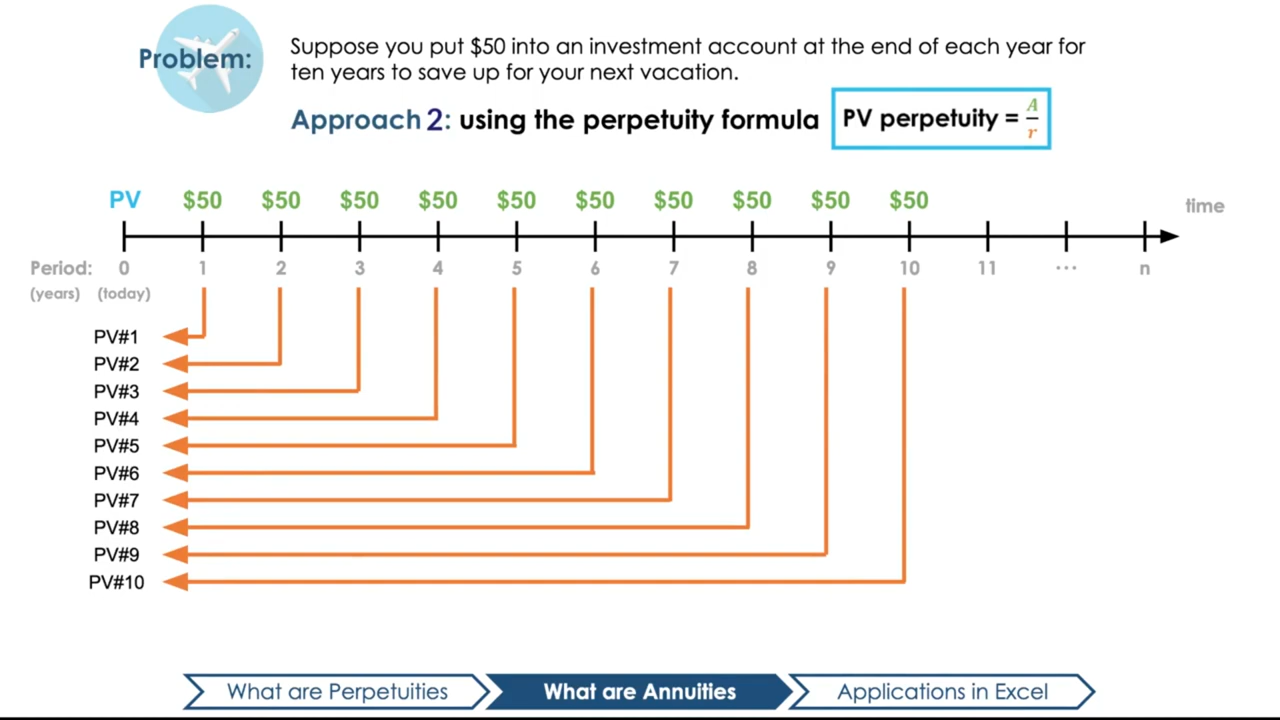 Problem:
Suppose you put $50 into an investment account at the end of each year for
ten years to save up for your next vacation.
Approach 2: using the perpetuity formula
PV perpetuity = A/r
PV $50 $50 $50 $50 $50 $50 $50 $50 $50 $50 time
Period: 0 1 2 3 4 5 6 7 8 9 10 11 ... n
(years) (today)
PV#1
PV#2
PV#3
PV#4
PV#5
PV#6
PV#7
PV#8
PV#9
PV#10
What are Perpetuities What are Annuities Applications in Excel